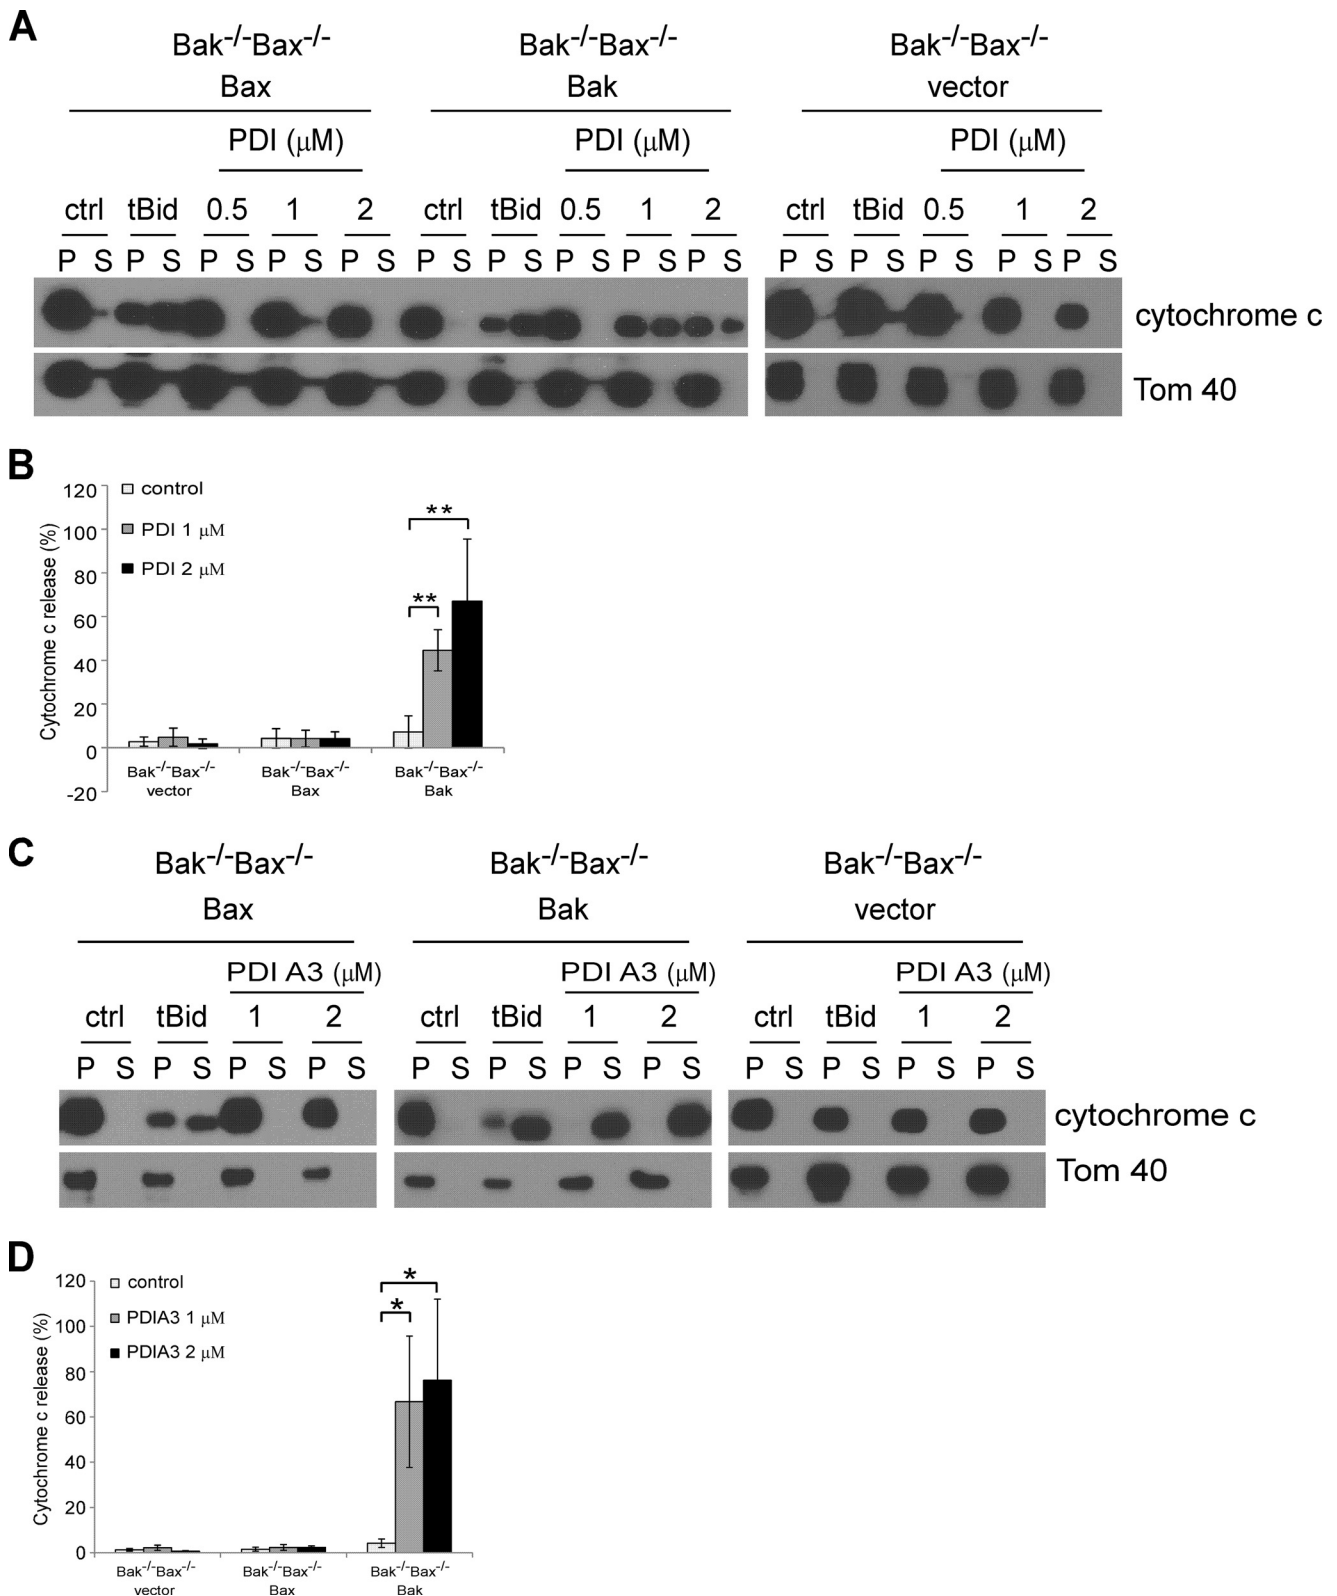 A
Bak-/-Bax-/- Bak-/-Bax-/- Bak-/-Bax-/-
Bax Bak vector
PDI (µM) PDI (µM) PDI (µM)
ctrl tBid 0.5 1 2 ctrl tBid 0.5 1 2 ctrl tBid 0.5 1 2
P S P S P S P S P S P S P S P S P S P S P S P S P S P S P S
cytochrome c
Tom 40
B
Cytochrome c release (%)
120
100
80
60
40
20
0
-20
control
PDI 1 µM
PDI 2 µM
**
**
Bak-/-Bax-/- Bak-/-Bax-/- Bak-/-Bax-/-
vector Bax Bak
C
Bak-/-Bax-/- Bak-/-Bax-/- Bak-/-Bax-/-
Bax Bak vector
PDI A3 (µM) PDI A3 (µM) PDI A3 (µM)
ctrl tBid 1 2 ctrl tBid 1 2 ctrl tBid 1 2
P S P S P S P S P S P S P S P S P S P S P S P S
cytochrome c
Tom 40
D
Cytochrome c release (%)
120
100
80
60
40
20
0
control
PDIA3 1 µM
PDIA3 2 µM
*
*
Bak-/-Bax-/- Bak-/-Bax-/- Bak-/-Bax-/-
vector Bax Bak